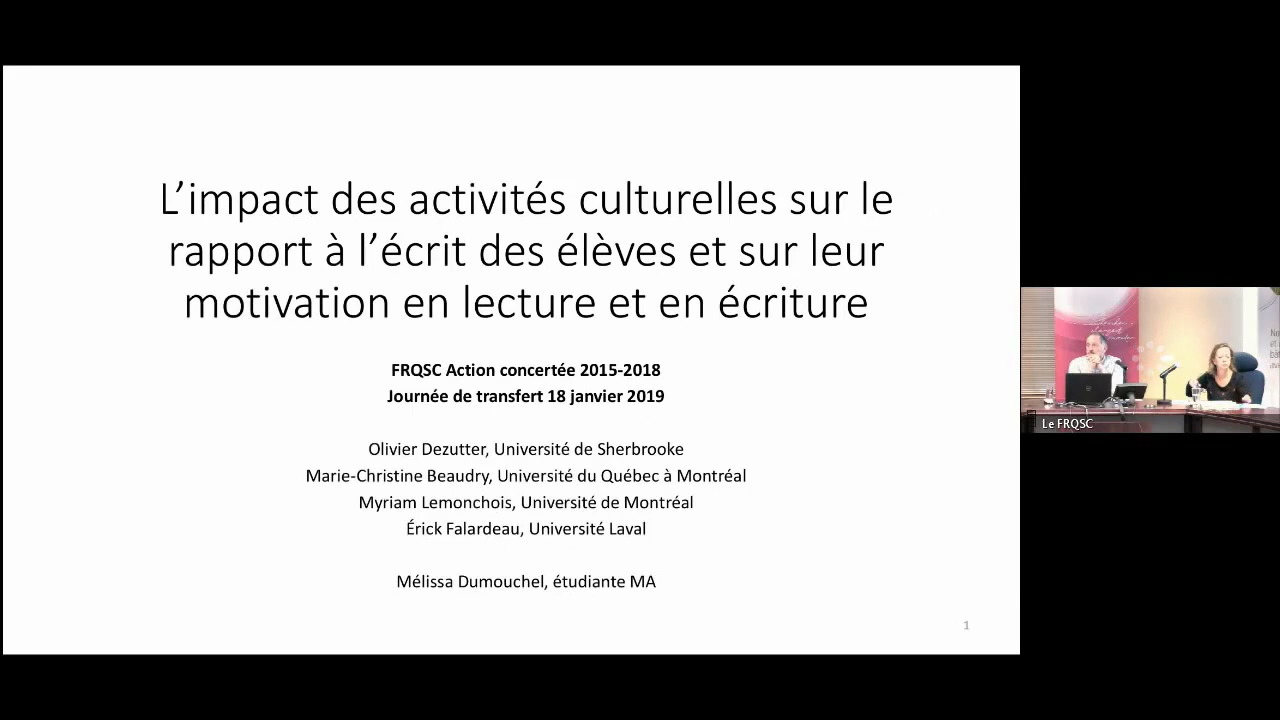 L’impact des activités culturelles sur le
rapport à l’écrit des élèves et sur leur
motivation en lecture et en écriture
FRQSC Action concertée 2015-2018
Journée de transfert 18 janvier 2019
Olivier Dezutter, Université de Sherbrooke
Marie-Christine Beaudry, Université du Québec à Montréal
Myriam Lemonchois, Université de Montréal
Érick Falardeau, Université Laval
Mélissa Dumouchel, étudiante MA
1
Le FRQSC